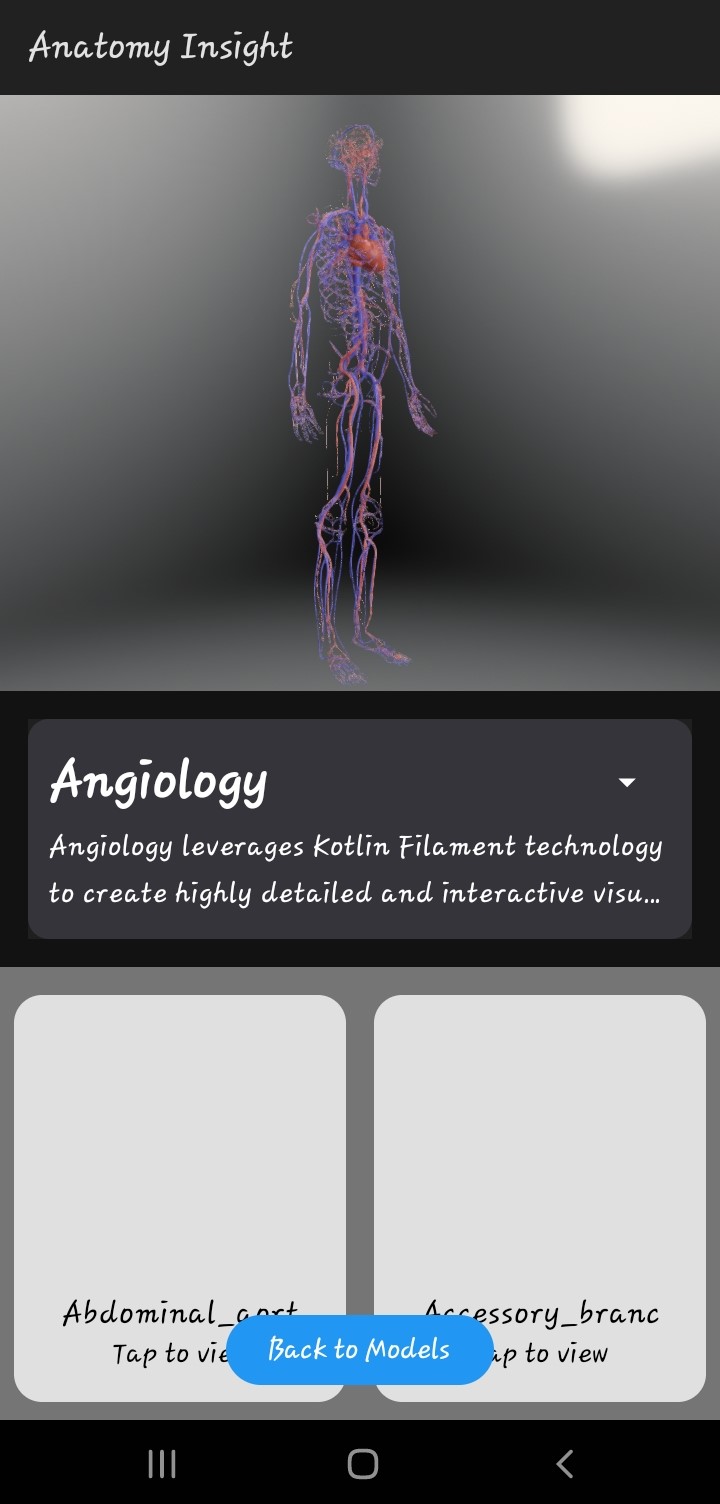 Anatomy Insight
Angiology
Angiology leverages Kotlin Filament technology
to create highly detailed and interactive visu...
Abdominal_aort
Accessory_branc
Tap to vie
ap to view
Back to Models